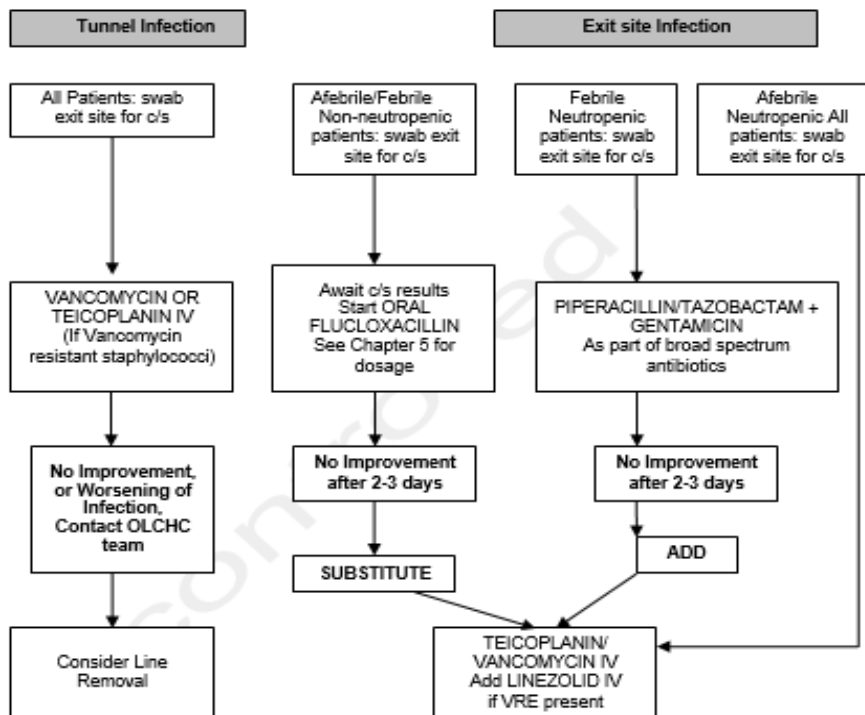 Tunnel Infection
Exit site Infection
All Patients: swab
exit site for c/s
Afebrile/Febrile
Non-neutropenic
patients: swab exit
site for c/s
Febrile
Neutropenic
patients: swab
exit site for c/s
Afebrile
Neutropenic All
patients: swab
exit site for c/s
VANCOMYCIN OR
TEICOPLANIN IV
(If Vancomycin
resistant staphylococci)
Await c/s results
Start ORAL
FLUCLOXACILLIN
See Chapter 5 for
dosage
PIPERACILLIN/TAZOBACTAM +
GENTAMICIN
As part of broad spectrum
antibiotics
No Improvement,
or Worsening of
Infection,
Contact OLCHC
team
No Improvement
after 2-3 days
No Improvement
after 2-3 days
SUBSTITUTE
ADD
Consider Line
Removal
TEICOPLANIN/
VANCOMYCIN IV
Add LINEZOLID IV
if VRE present